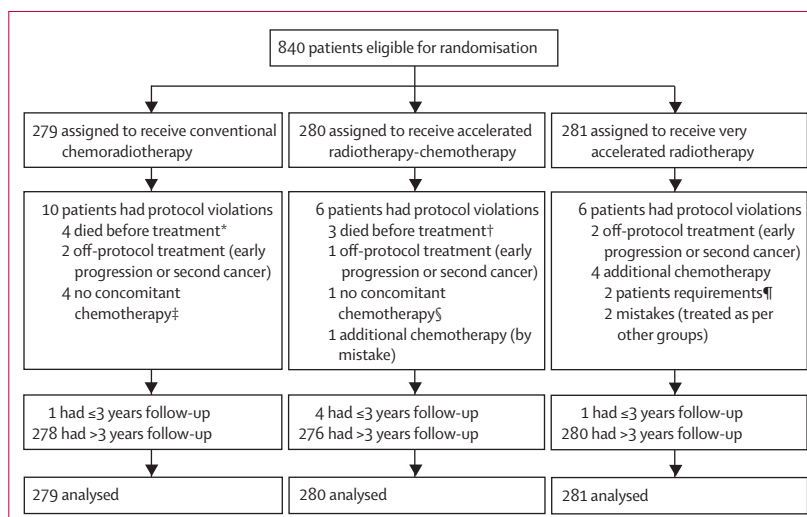 840 patients eligible for randomisation
279 assigned to receive conventional
chemoradiotherapy
280 assigned to receive accelerated
radiotherapy-chemotherapy
281 assigned to receive very
accelerated radiotherapy
10 patients had protocol violations
4 died before treatment*
2 off-protocol treatment (early
progression or second cancer)
4 no concomitant
chemotherapy‡
6 patients had protocol violations
3 died before treatment†
1 off-protocol treatment (early
progression or second cancer)
1 no concomitant
chemotherapy§
1 additional chemotherapy (by
mistake)
6 patients had protocol violations
2 off-protocol treatment (early
progression or second cancer)
4 additional chemotherapy
2 patients requirements¶
2 mistakes (treated as per
other groups)
1 had ≤3 years follow-up
278 had >3 years follow-up
4 had ≤3 years follow-up
276 had >3 years follow-up
1 had ≤3 years follow-up
280 had >3 years follow-up
279 analysed
280 analysed
281 analysed